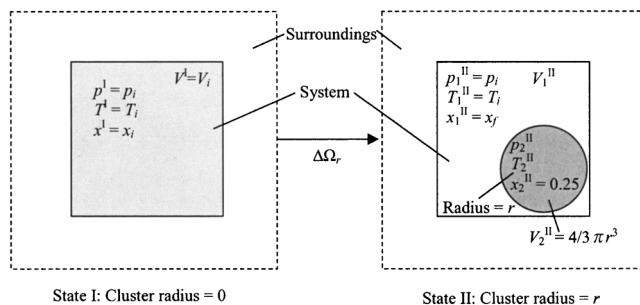 Surroundings
System
V^I=V_i
p^I = p_i
T^I = T_i
x^I = x_i
ΔΩ_r
p_1^II = p_i
V_1^II
T_1^II = T_i
x_1^II = x_f
p_2^II
T_2^II
x_2^II = 0.25
Radius = r
V_2^II = 4/3 πr^3
State I: Cluster radius = 0
State II: Cluster radius = r